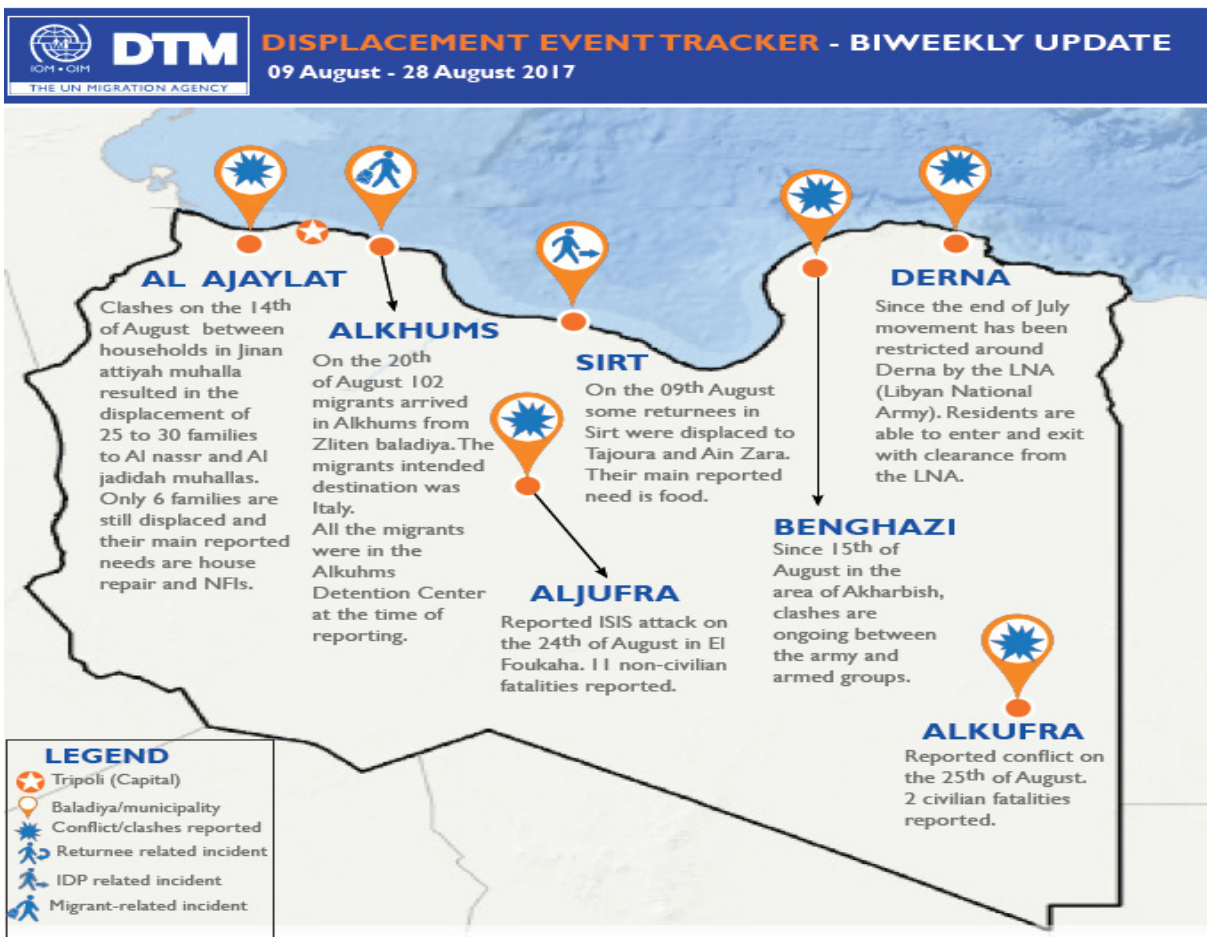 IOM • OIM
DTM
THE UN MIGRATION AGENCY
DISPLACEMENT EVENT TRACKER - BIWEEKLY UPDATE
09 August - 28 August 2017
AL AJAYLAT
Clashes on the 14th
of August between
households in Jinan
attiyah muhalla
resulted in the
displacement of
25 to 30 families
to Al nassr and Al
jadidah muhallas.
Only 6 families are
still displaced and
their main reported
needs are house
repair and NFIs.
ALKHUMS
On the 20th
of August 102
migrants arrived
in Alkhums from
Zliten baladiya. The
migrants intended
destination was
Italy.
All the migrants
were in the
Alkuhms
Detention Center
at the time of
reporting.
SIRT
On the 09th August
some returnees in
Sirt were displaced to
Tajoura and Ain Zara.
Their main reported
need is food.
ALJUFRA
Reported ISIS attack on
the 24th of August in El
Foukaha. 11 non-civilian
fatalities reported.
DERNA
Since the end of July
movement has been
restricted around
Derna by the LNA
(Libyan National
Army). Residents are
able to enter and exit
with clearance from
the LNA.
BENGHAZI
Since 15th of
August in the
area of Akharbish,
clashes are
ongoing between
the army and
armed groups.
ALKUFRA
Reported conflict on
the 25th of August.
2 civilian fatalities
reported.
LEGEND
Tripoli (Capital)
Baladiya/municipality
Conflict/clashes reported
Returnee related incident
IDP related incident
Migrant-related incident